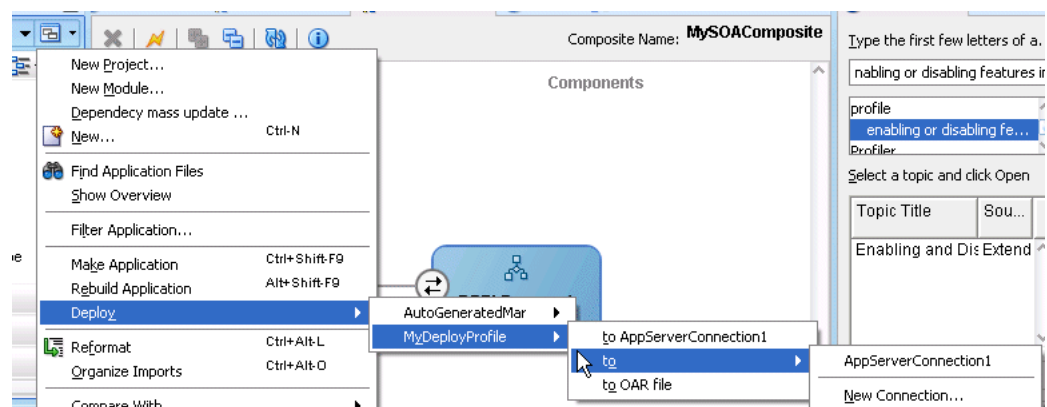 Composite Name: MySOAComposite
Components
New Project...
New Module...
Dependecy mass update ...
New... Ctrl-N
Find Application Files
Show Overview
Filter Application...
Make Application Ctrl+Shift-F9
Rebuild Application Alt+Shift-F9
Deploy
Reformat Ctrl+Alt-L
Organize Imports Ctrl+Alt-O
Compare With
AutoGeneratedMar
MyDeployProfile
to AppServerConnection1
to
to OAR file
AppServerConnection1
New Connection...
Type the first few letters of a.
nabling or disabling features in
profile
enabling or disabling fe...
Profiler
Select a topic and click Open
Topic Title Sou...
Enabling and Dis Extend